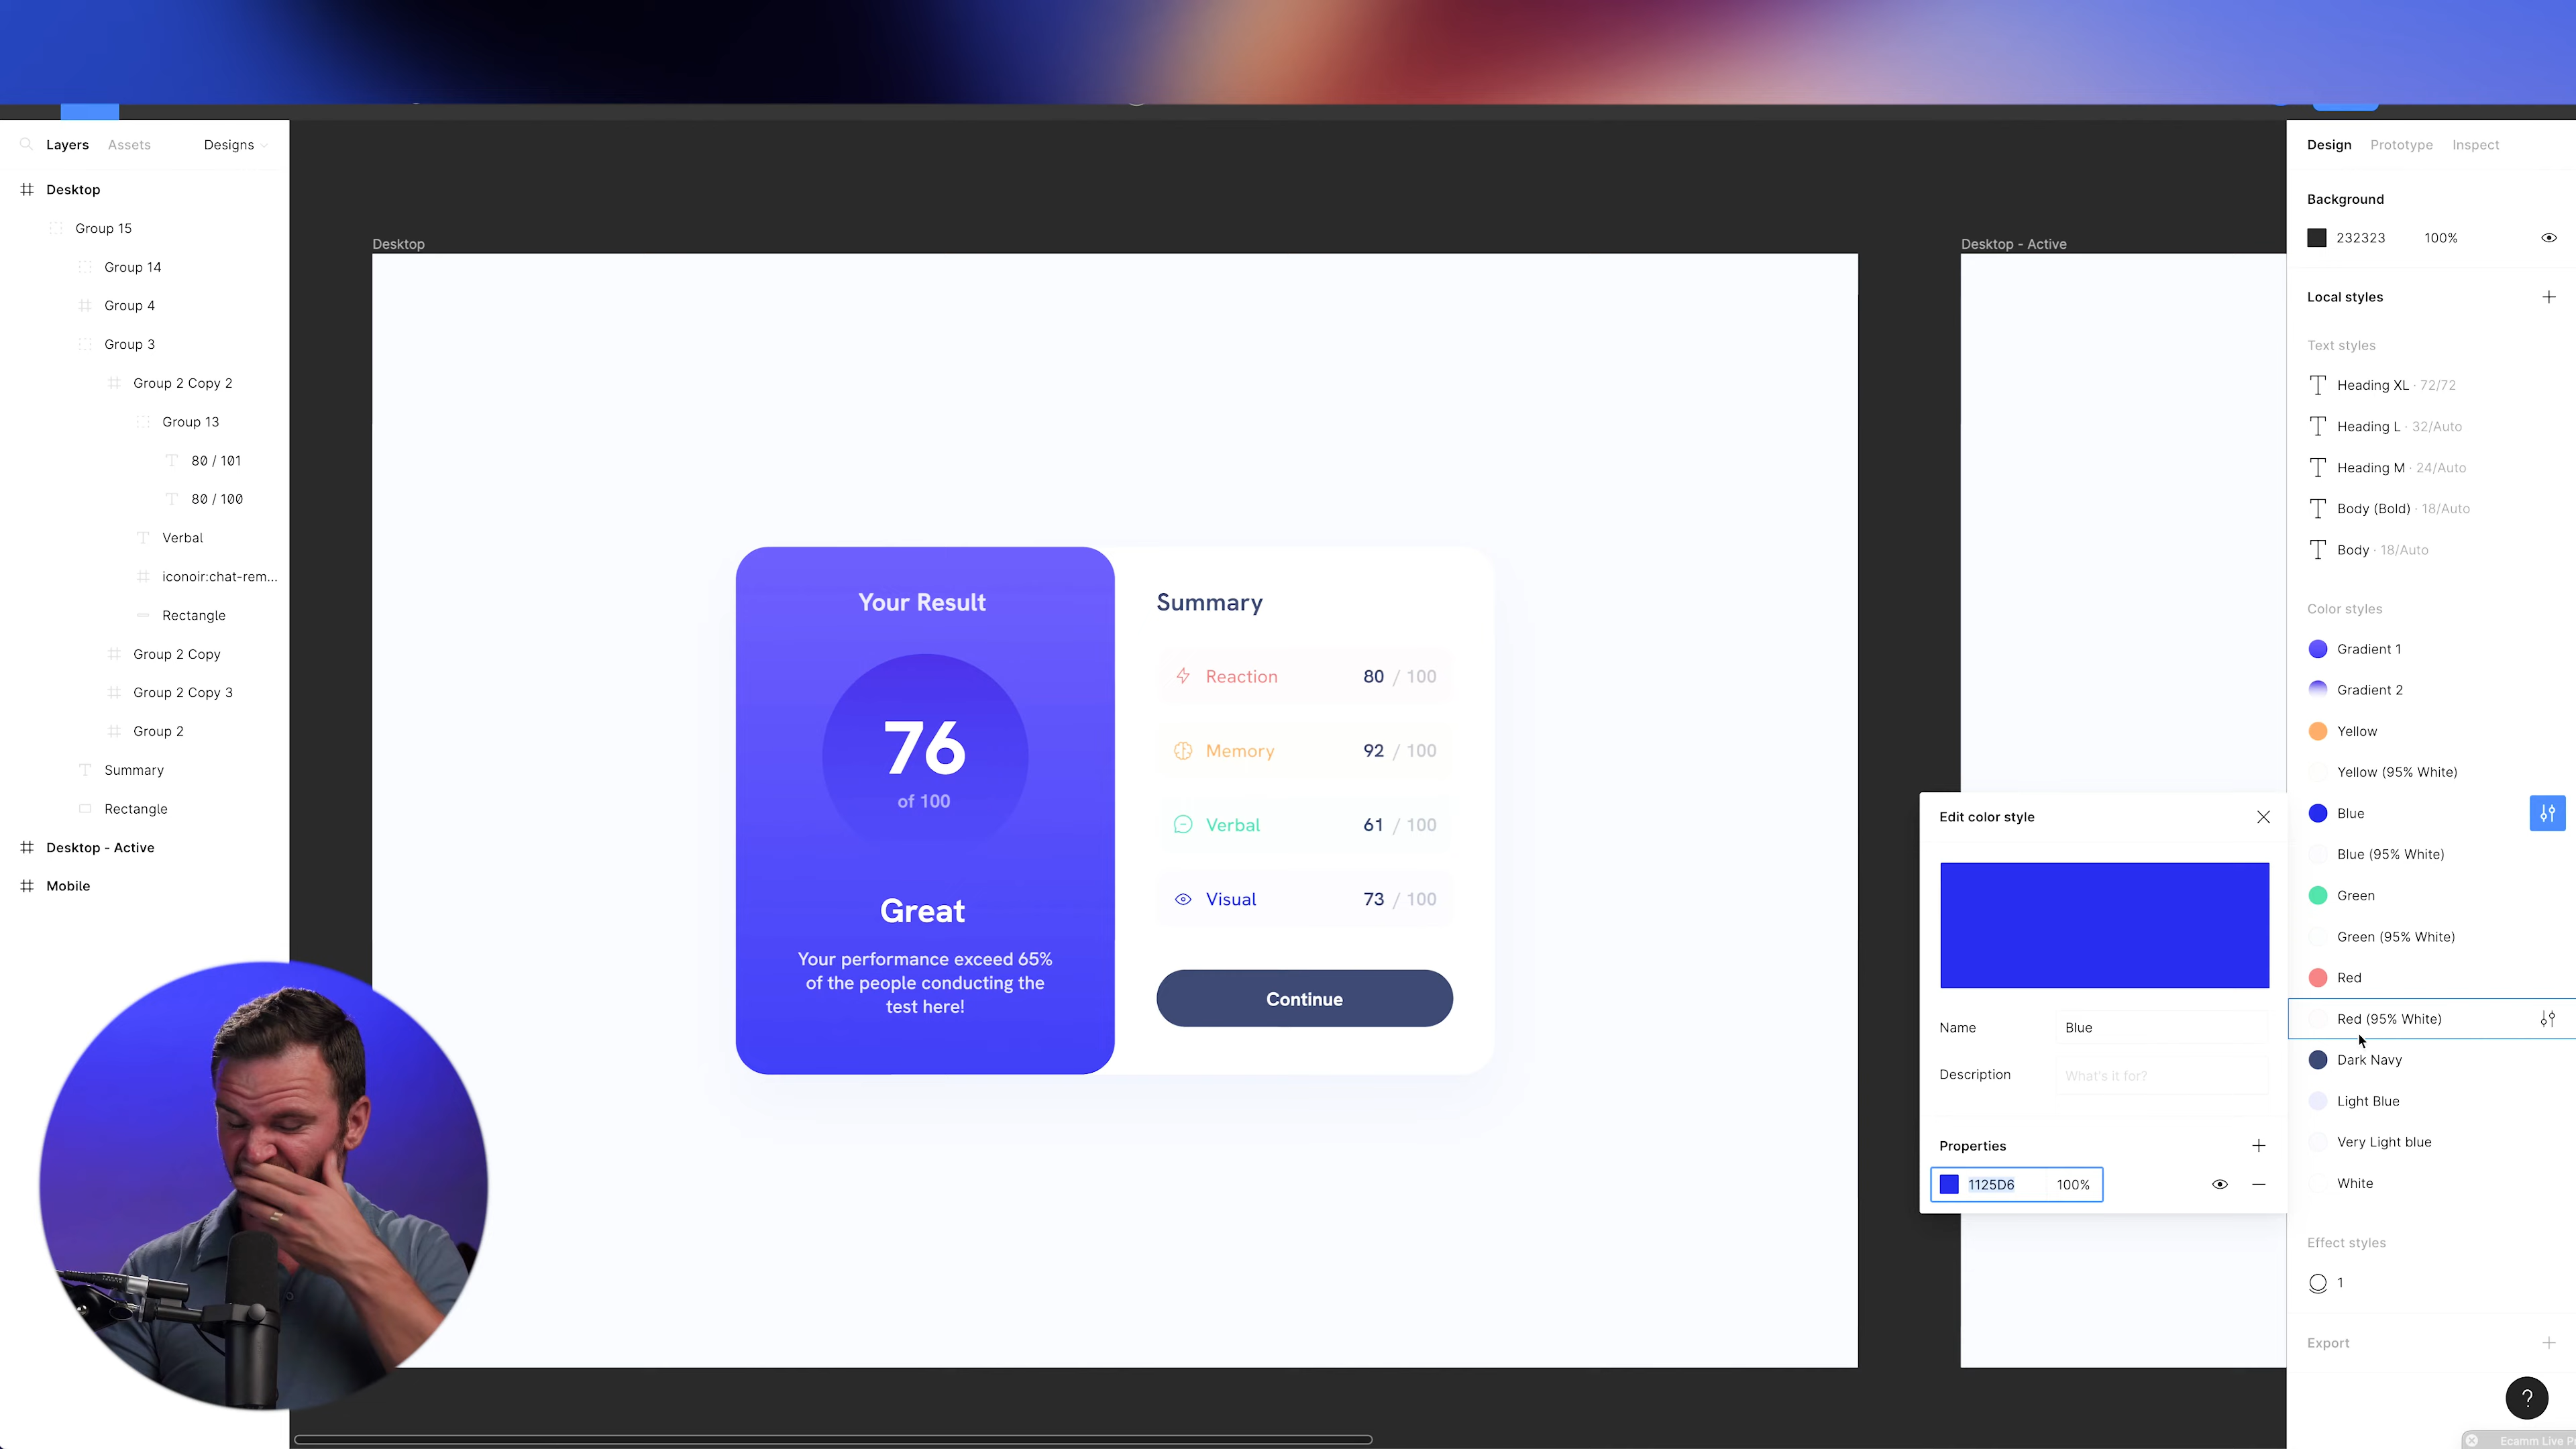 Layers Assets Designs
Desktop
Group 15
Group 14
Group 4
Group 3
Group 2 Copy 2
Group 13
80 / 101
80 / 100
Verbal
iconoir:chat-rem...
Rectangle
Group 2 Copy
Group 2 Copy 3
Group 2
Summary
Rectangle
Desktop - Active
Mobile
Desktop
Your Result
76
of 100
Great
Your performance exceed 65%
of the people conducting the
test here!
Summary
Reaction 80 / 100
Memory 92 / 100
Verbal 61 / 100
Visual 73 / 100
Continue
Desktop - Active
Edit color style
Name Blue
Description What's it for?
Properties
1125D6 100%
Design Prototype Inspect
Background
232323 100%
Local styles
Text styles
Heading XL · 72/72
Heading L · 32/Auto
Heading M · 24/Auto
Body (Bold) · 18/Auto
Body · 18/Auto
Color styles
Gradient 1
Gradient 2
Yellow
Yellow (95% White)
Blue
Blue (95% White)
Green
Green (95% White)
Red
Red (95% White)
Dark Navy
Light Blue
Very Light blue
White
Effect styles
1
Export
?
Ecamm Live P